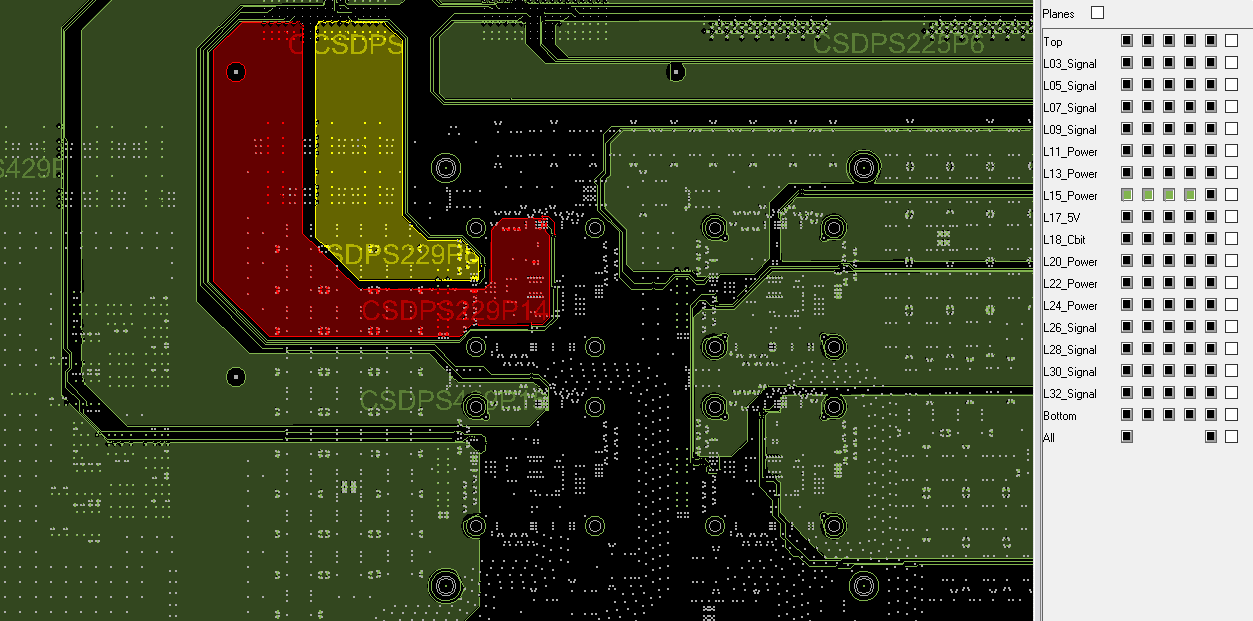 CSDPS
CSDPS225P6
S429P
SDPS229P6
CSDPS229P14
Planes
Top
L03_Signal
L05_Signal
L07_Signal
L09_Signal
L11_Power
L13_Power
L15_Power
L17_5V
L18_Cbit
L20_Power
L22_Power
L24_Power
L26_Signal
L28_Signal
L30_Signal
L32_Signal
Bottom
All